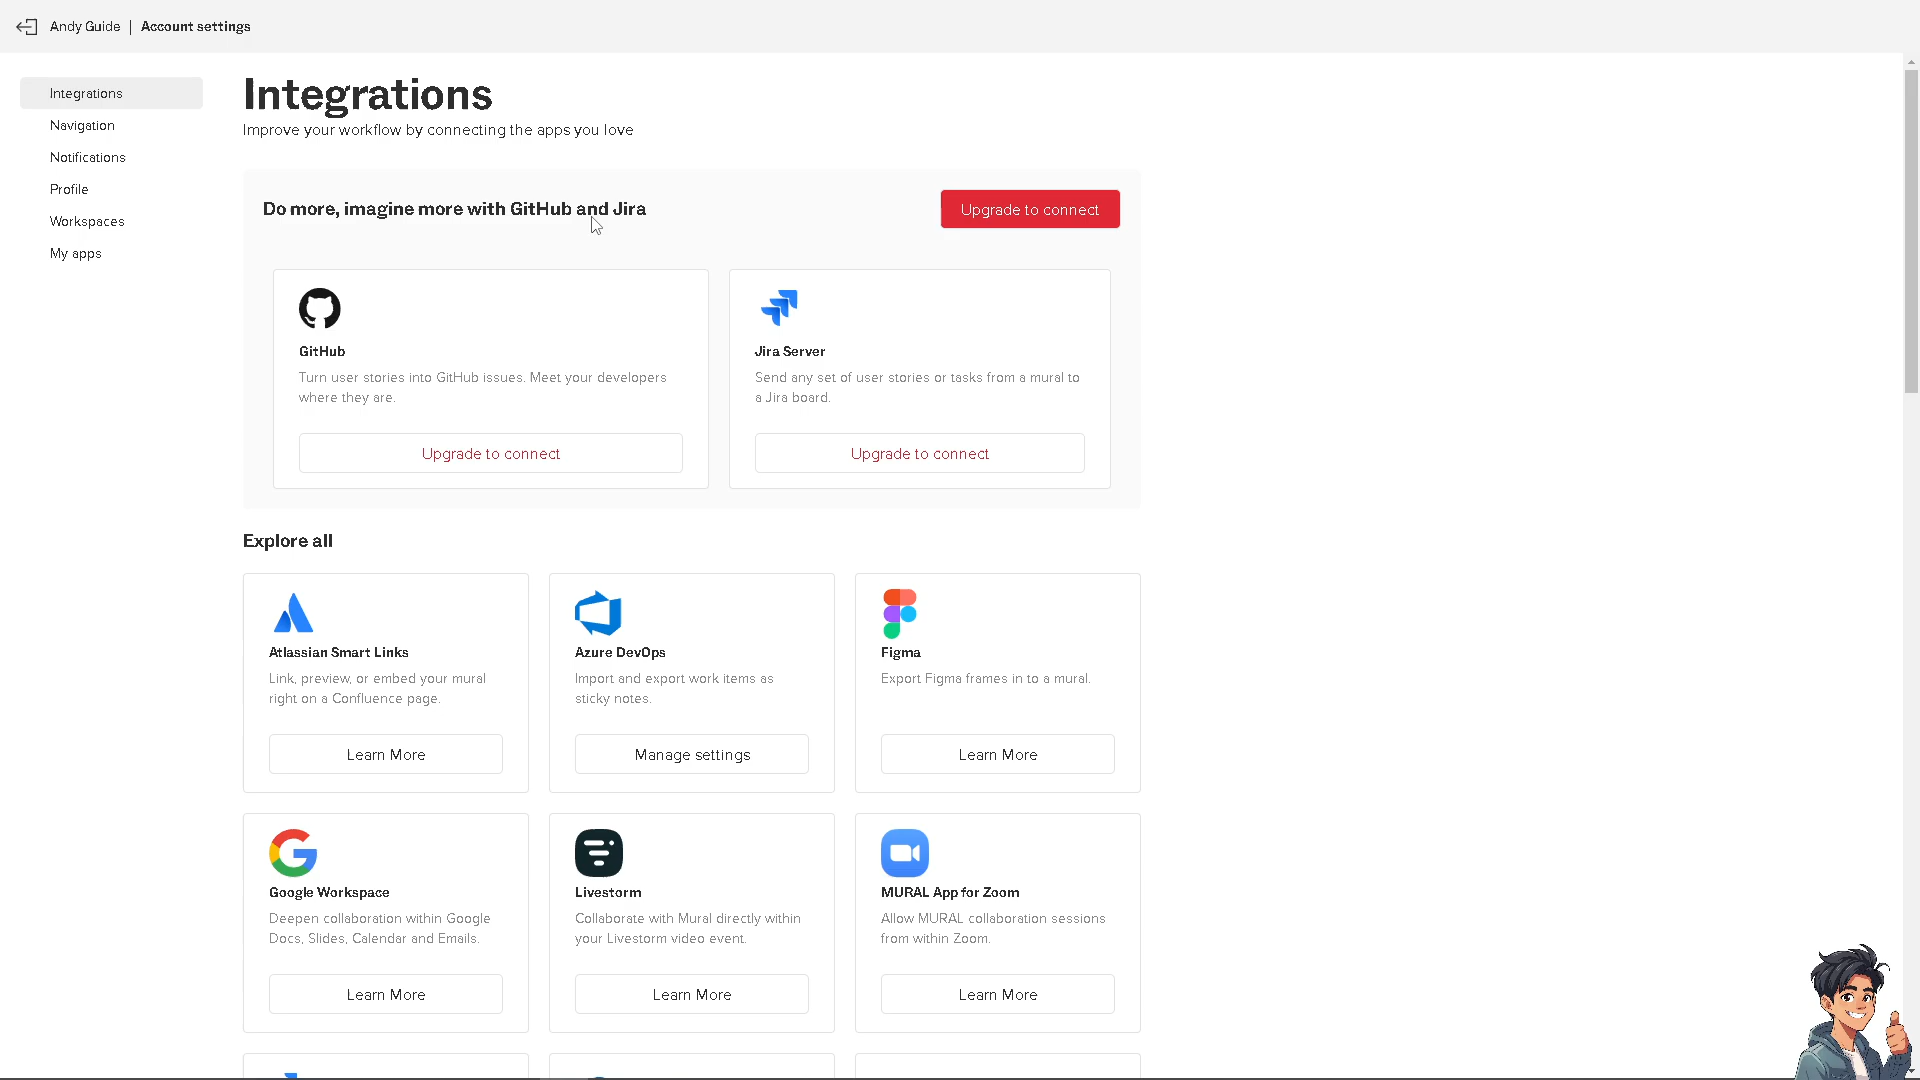 Andy Guide | Account settings
Integrations
Navigation
Notifications
Profile
Workspaces
My apps
Integrations
Improve your workflow by connecting the apps you love
Do more, imagine more with GitHub and Jira
Upgrade to connect
GitHub
Turn user stories into GitHub issues. Meet your developers
where they are.
Upgrade to connect
Jira Server
Send any set of user stories or tasks from a mural to
a Jira board.
Upgrade to connect
Explore all
Atlassian Smart Links
Link, preview, or embed your mural
right on a Confluence page.
Learn More
Azure DevOps
Import and export work items as
sticky notes.
Manage settings
Figma
Export Figma frames in to a mural.
Learn More
Google Workspace
Deepen collaboration within Google
Docs, Slides, Calendar and Emails.
Learn More
Livestorm
Collaborate with Mural directly within
your Livestorm video event.
Learn More
MURAL App for Zoom
Allow MURAL collaboration sessions
from within Zoom.
Learn More